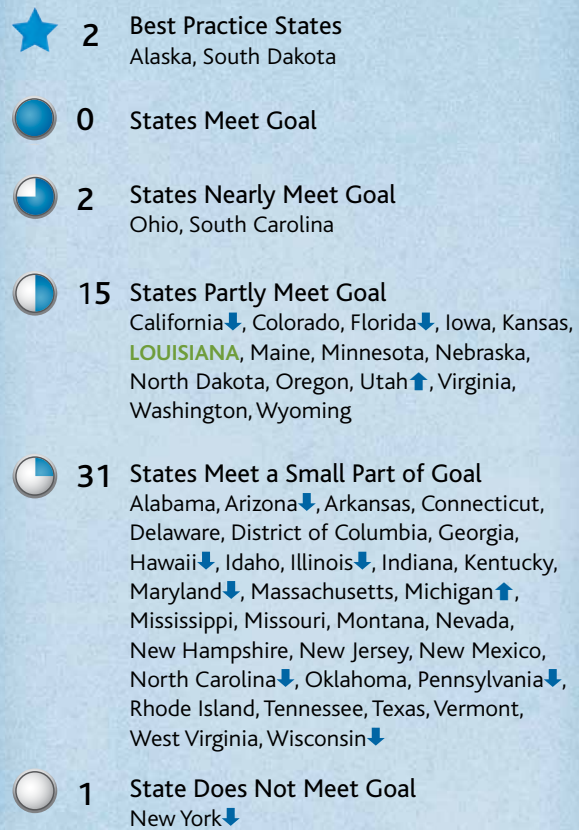 2 Best Practice States
Alaska, South Dakota
0 States Meet Goal
2 States Nearly Meet Goal
Ohio, South Carolina
15 States Partly Meet Goal
California⬇, Colorado, Florida⬇, Iowa, Kansas,
LOUISIANA, Maine, Minnesota, Nebraska,
North Dakota, Oregon, Utah⬆, Virginia,
Washington, Wyoming
31 States Meet a Small Part of Goal
Alabama, Arizona⬇, Arkansas, Connecticut,
Delaware, District of Columbia, Georgia,
Hawaii⬇, Idaho, Illinois⬇, Indiana, Kentucky,
Maryland⬇, Massachusetts, Michigan⬆,
Mississippi, Missouri, Montana, Nevada,
New Hampshire, New Jersey, New Mexico,
North Carolina⬇, Oklahoma, Pennsylvania⬇,
Rhode Island, Tennessee, Texas, Vermont,
West Virginia, Wisconsin⬇
1 State Does Not Meet Goal
New York⬇